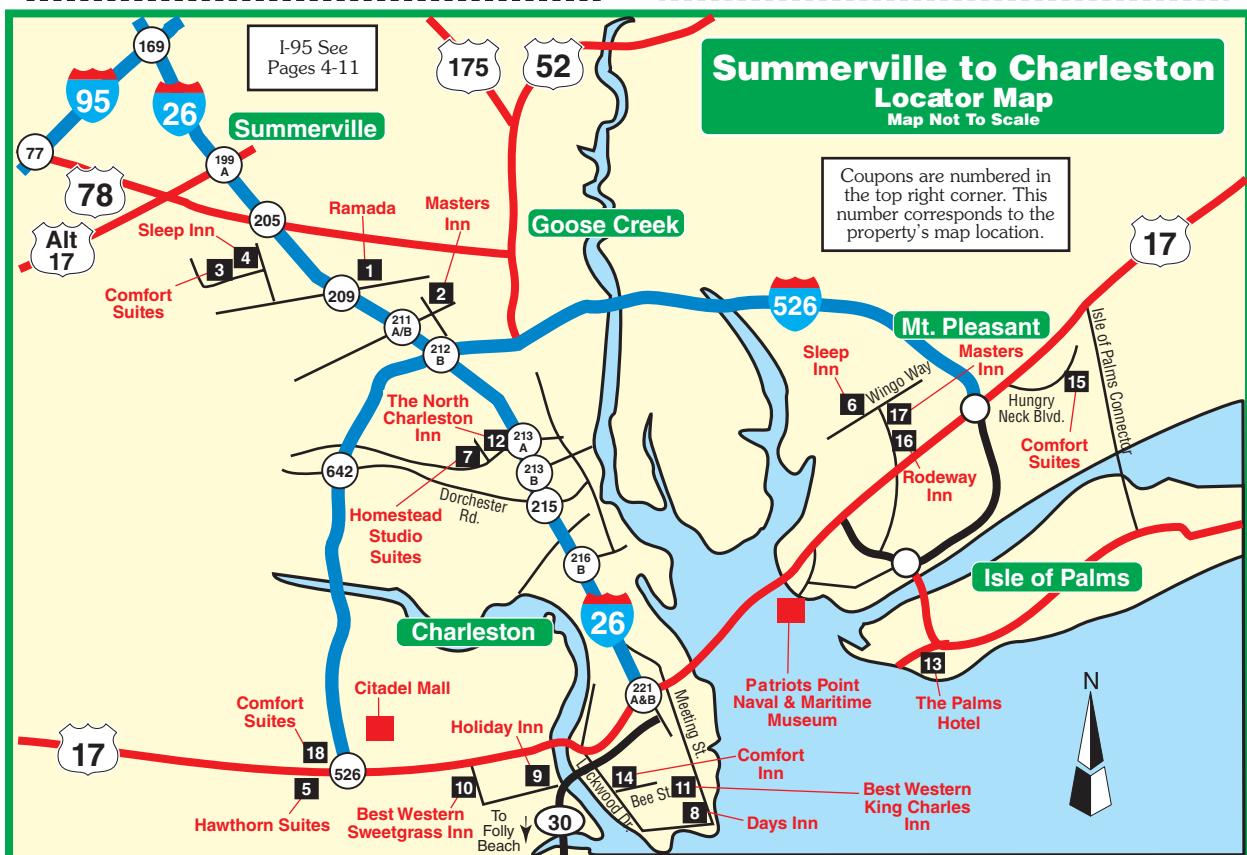 I-95 See
Pages 4-11
175
52
Summerville to Charleston
Locator Map
Map Not To Scale
169
95
26
Summerville
77
199
A
78
Alt
17
205
Sleep Inn
4
3
Comfort
Suites
Ramada
1
209
Masters
Inn
2
211
A/B
212
B
Goose Creek
Coupons are numbered in
the top right corner. This
number corresponds to the
property's map location.
17
526
Mt. Pleasant
Sleep
Inn
6
Wingo Way
Masters
Inn
17
16
Rodeway
Inn
Hungry
Neck Blvd.
15
Comfort
Suites
Isle of Palms Connector
The North
Charleston
Inn
12
7
213
A
213
B
215
642
Dorchester
Rd.
Homestead
Studio
Suites
216
B
26
Charleston
Isle of Palms
13
The Palms
Hotel
Patriots Point
Naval & Maritime
Museum
N
221
A&B
Meeting St.
Citadel Mall
Comfort
Suites
18
17
526
5
Hawthorn Suites
Holiday Inn
9
10
Best Western
Sweetgrass Inn
To
Folly
Beach
30
Lockwood Dr.
14
Bee St.
11
8
Comfort
Inn
Best Western
King Charles
Inn
Days Inn